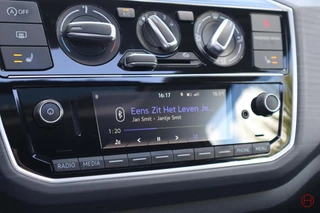 A OFF
16:17
Eens Zit Het Leven Je...
Jan Smit - Jantje Smit
1:20
RADIO MEDIA
PHONE MENU